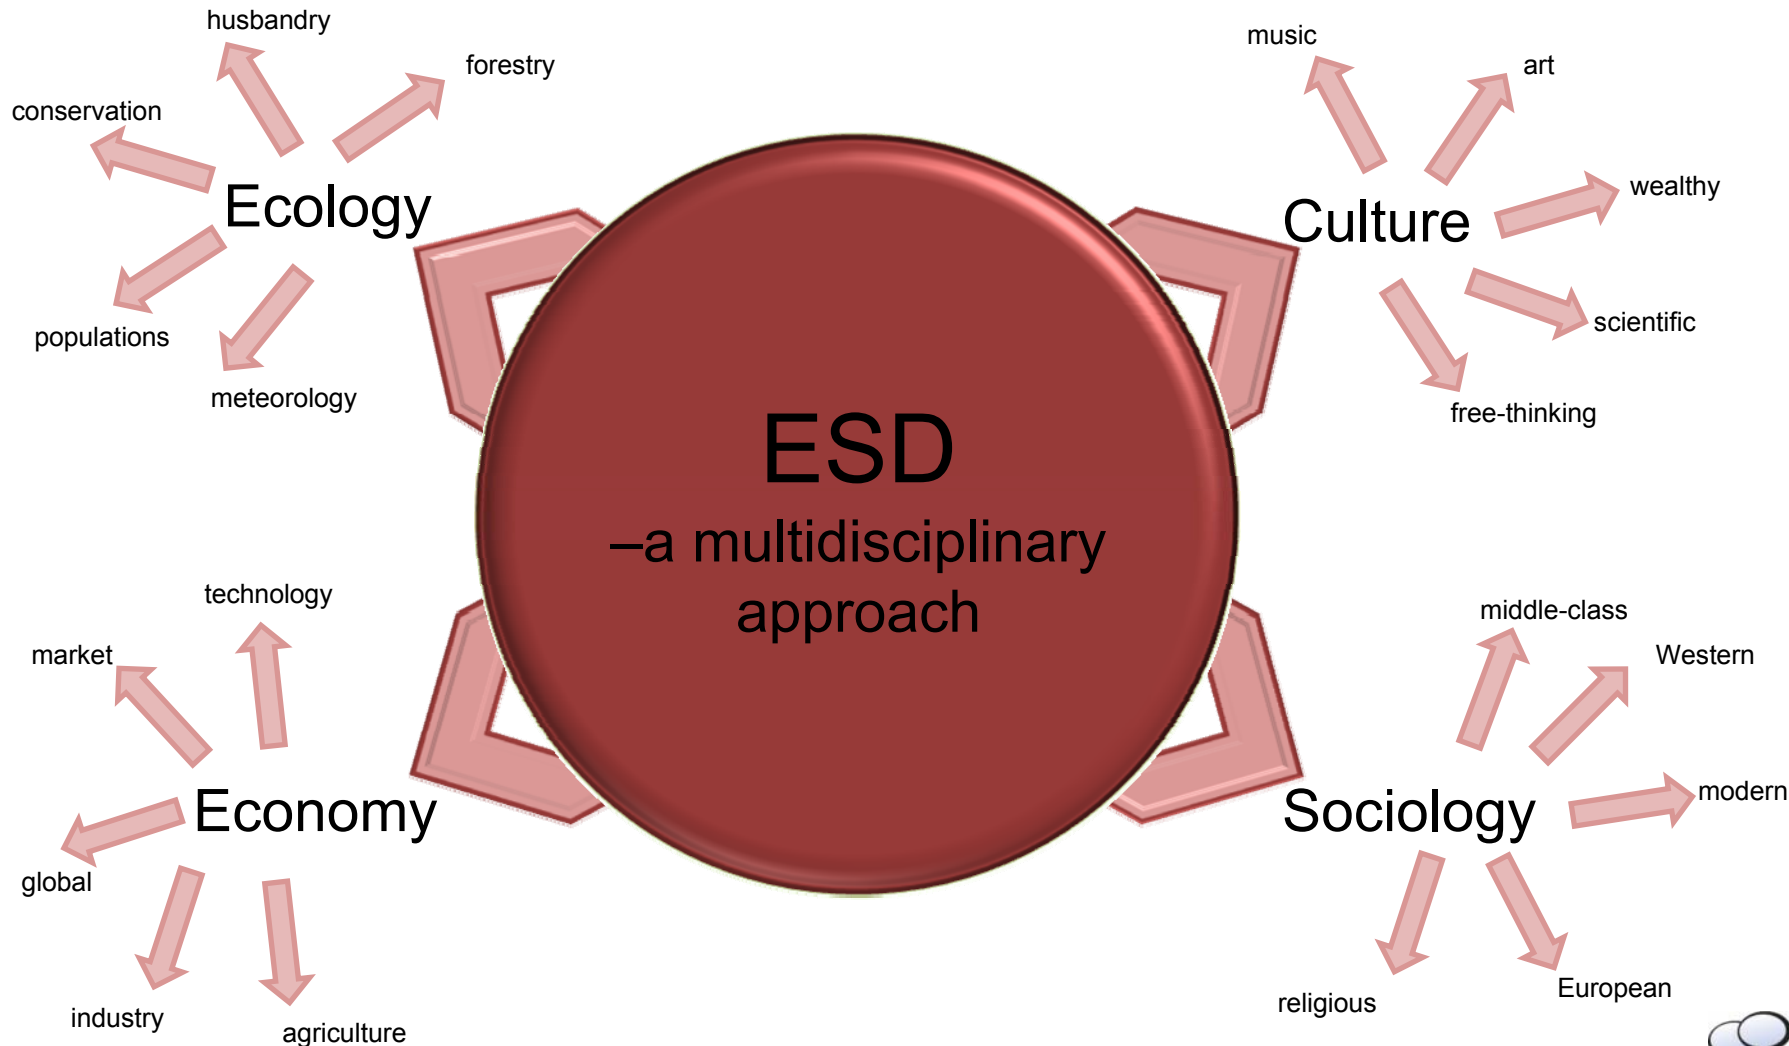 husbandry
forestry
conservation
Ecology
populations
meteorology
music
art
wealthy
Culture
scientific
free-thinking
ESD
–a multidisciplinary
approach
technology
market
Economy
global
industry
agriculture
middle-class
Western
modern
Sociology
religious
European